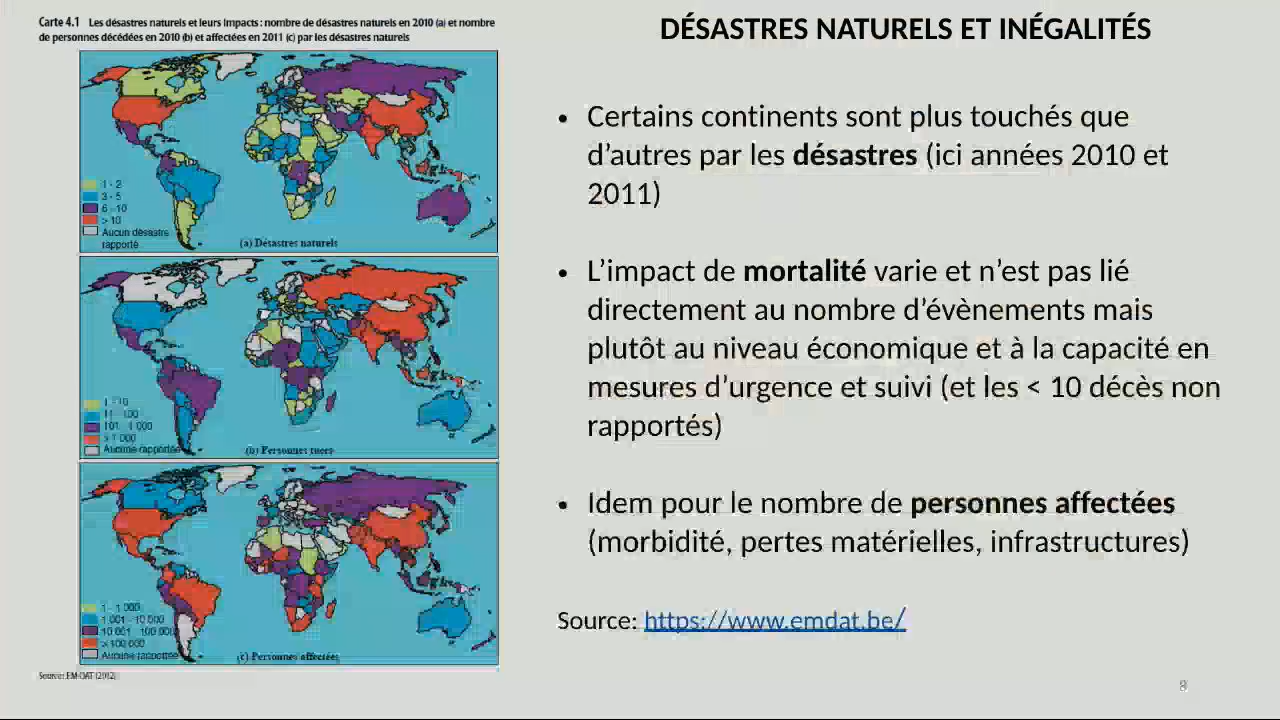 Carte 4.1 Les désastres naturels et leurs impacts : nombre de désastres naturels en 2010 (a) et nombre
de personnes décédées en 2010 (b) et affectées en 2011 (c) par les désastres naturels
1 - 2
3 - 5
6 - 10
> 10
Aucun désastre
rapporté
(a) Désastres naturels
1 - 10
11 - 100
101 - 1 000
> 1 000
Aucune rapportée
(b) Personnes tuées
1 - 1 000
1 001 - 10 000
10 001 - 100 000
> 100 000
Aucune rapportée
(c) Personnes affectées
Source: EM-DAT (2012)
DÉSASTRES NATURELS ET INÉGALITÉS
• Certains continents sont plus touchés que
d’autres par les désastres (ici années 2010 et
2011)
• L’impact de mortalité varie et n’est pas lié
directement au nombre d’évènements mais
plutôt au niveau économique et à la capacité en
mesures d’urgence et suivi (et les < 10 décès non
rapportés)
• Idem pour le nombre de personnes affectées
(morbidité, pertes matérielles, infrastructures)
Source: https://www.emdat.be/
8